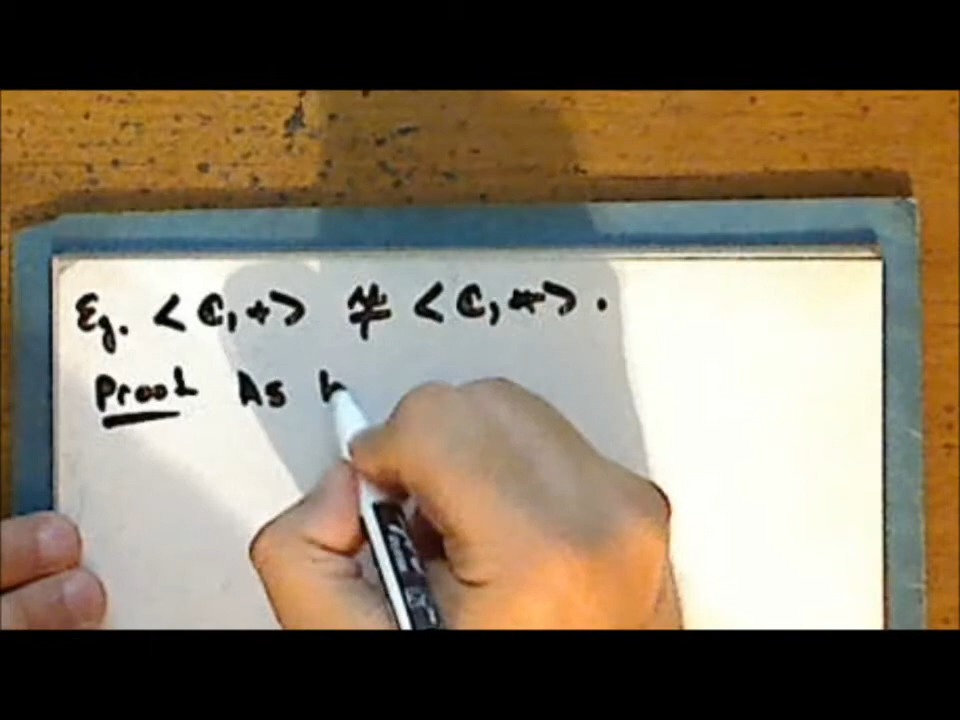 Eg. <ℂ, +> ≄ <ℂ, *>.
Proof As